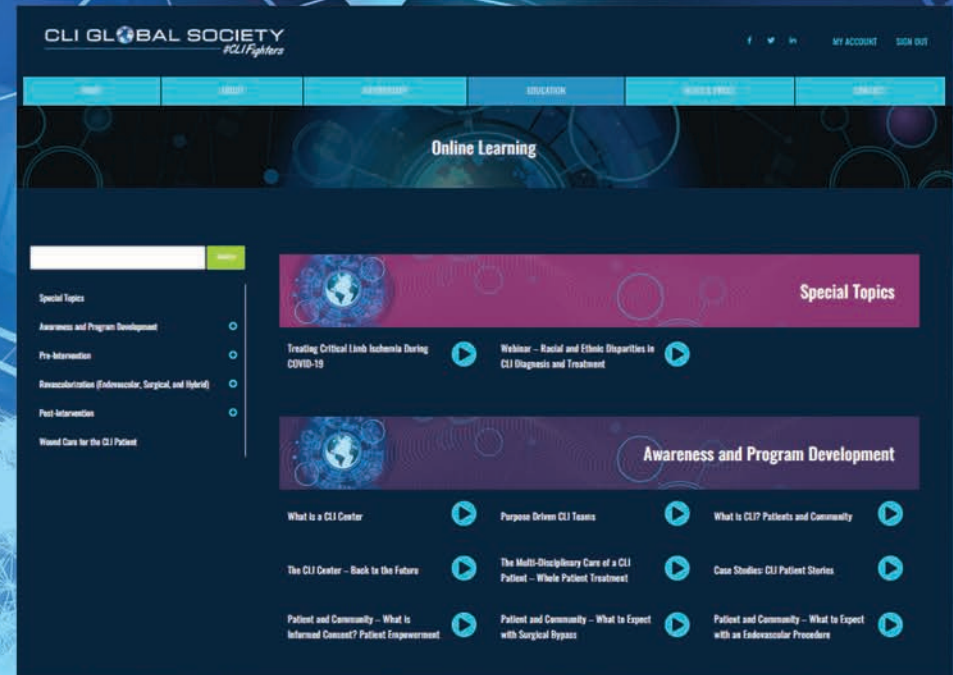 CLI GLOBAL SOCIETY
#CLIFighters
MY ACCOUNT SIGN OUT
ABOUT
EDUCATION
Online Learning
Special Topics
Awareness and Program Development
Pre-Intervention
Revascularization (Endovascular, Surgical, and Hybrid)
Post-Intervention
Wound Care for the CLI Patient
Special Topics
Treating Critical Limb Ischemia During
COVID-19
Webinar – Racial and Ethnic Disparities in
CLI Diagnosis and Treatment
Awareness and Program Development
What is a CLI Center
Purpose Driven CLI Teams
What is CLI? Patients and Community
The CLI Center – Back to the Future
The Multi-Disciplinary Care of a CLI
Patient – Whole Patient Treatment
Case Studies: CLI Patient Stories
Patient and Community – What is
Informed Consent? Patient Empowerment
Patient and Community – What to Expect
with Surgical Bypass
Patient and Community – What to Expect
with an Endovascular Procedure